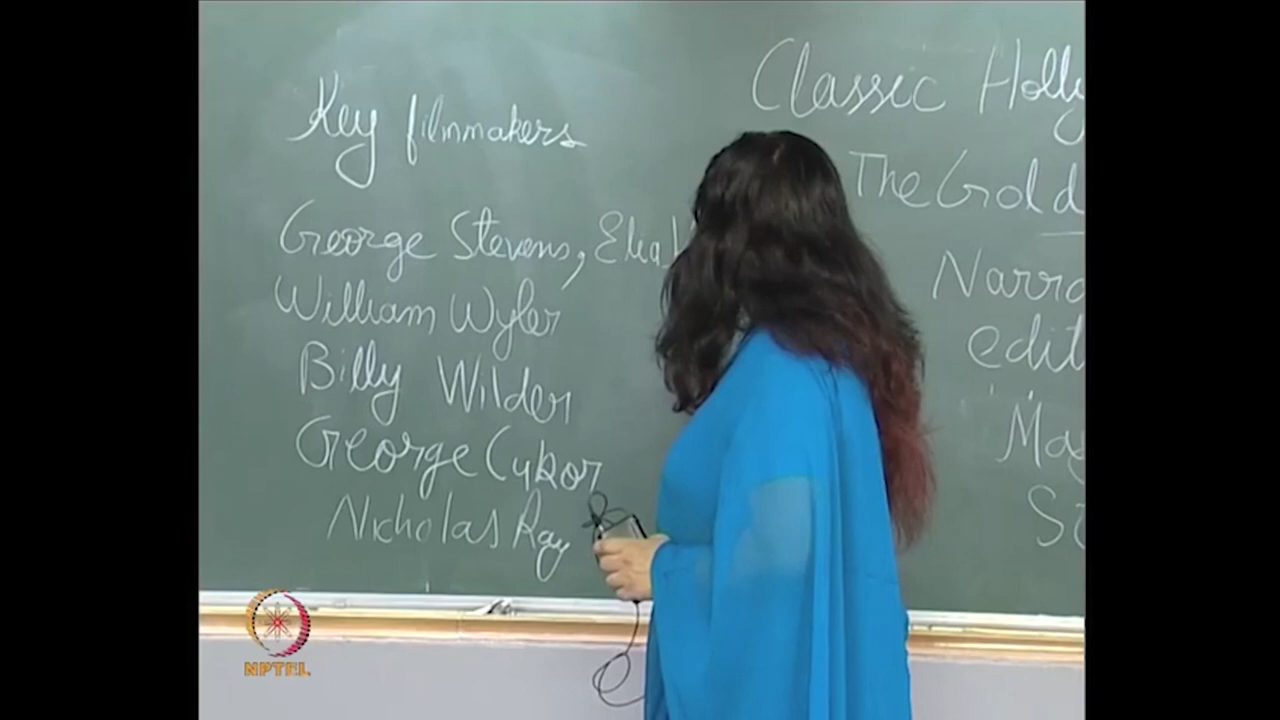 Key filmmakers
George Stevens, Elia
William Wyler
Billy Wilder
George Cykor
Nicholas Ray
Classic Holly
The Gold
Narra
edit
Ma
S
NPTEL